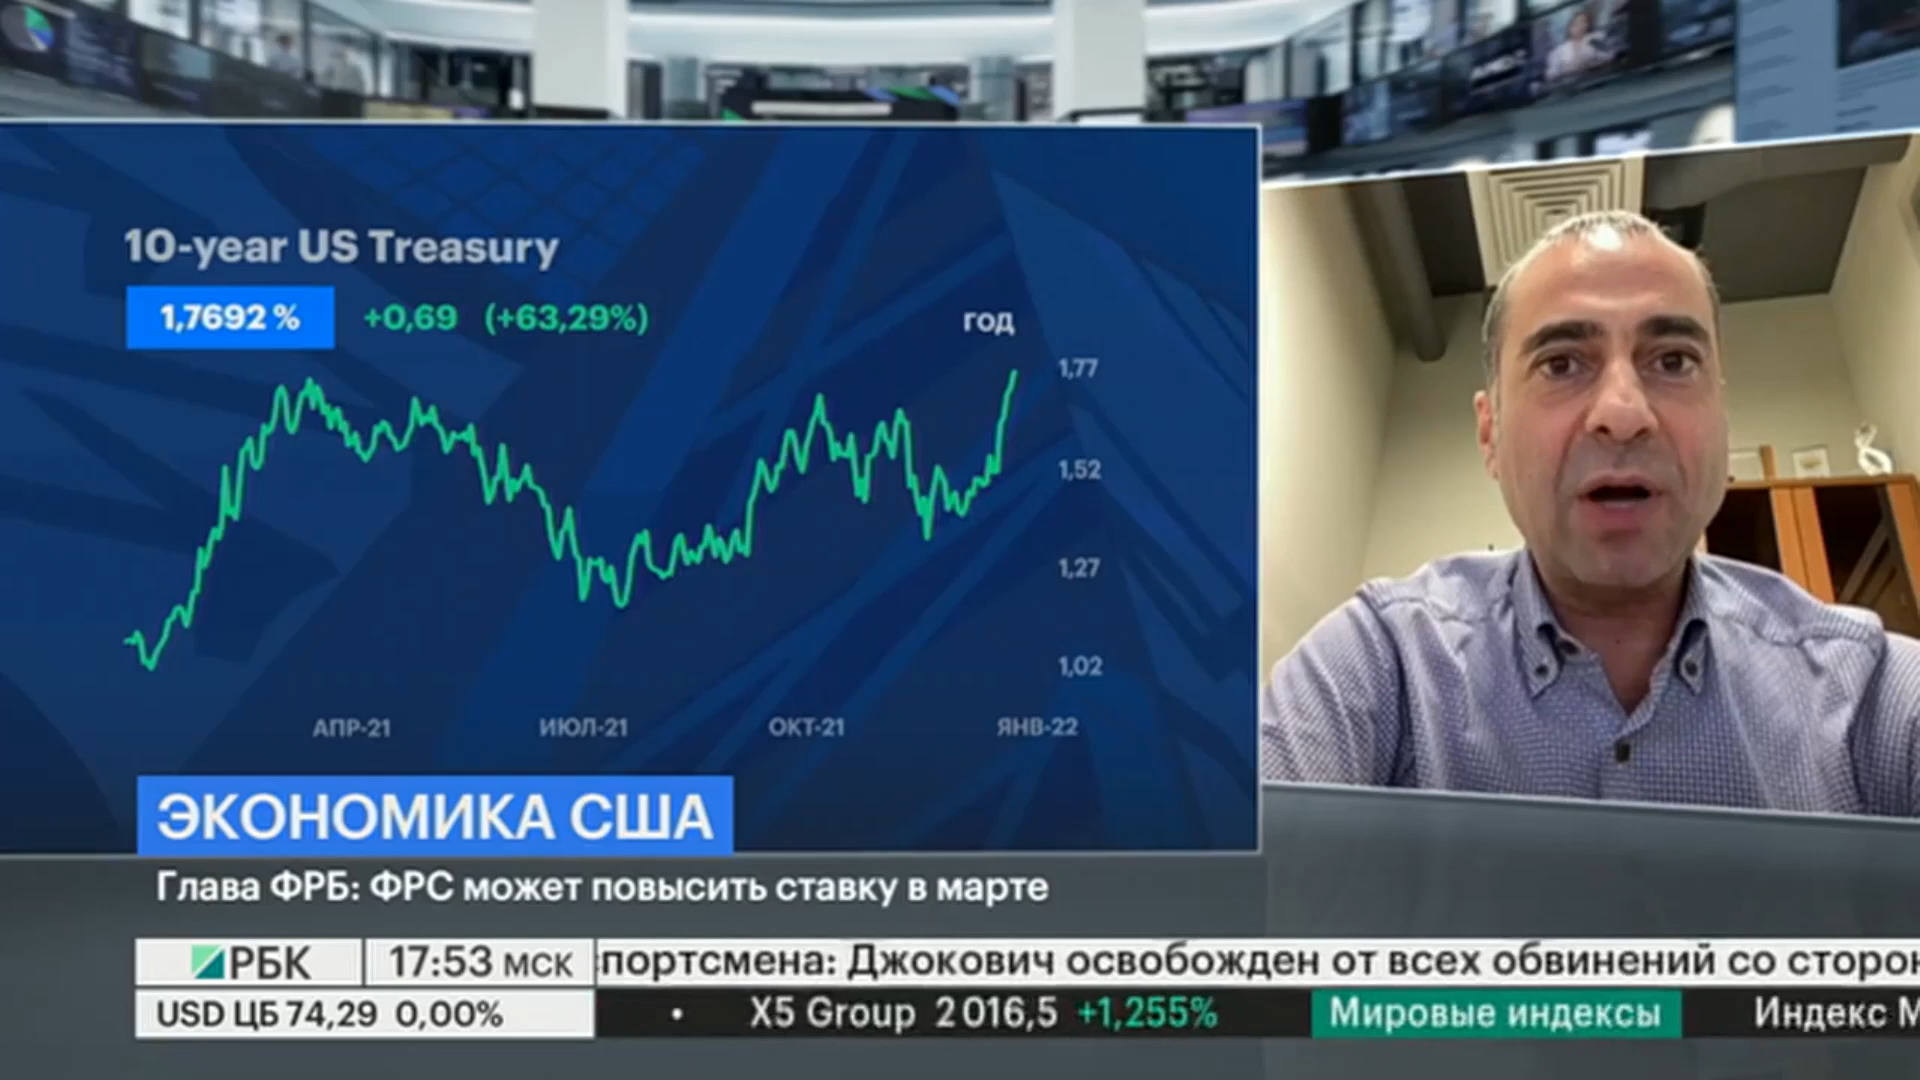 10-year US Treasury
1,7692 % +0,69 (+63,29%)
ГОД
1,77
1,52
1,27
1,02
АПР-21 ИЮЛ-21 ОКТ-21 ЯНВ-22
ЭКОНОМИКА США
Глава ФРБ: ФРС может повысить ставку в марте
РБК 17:53 МСК портсмена: Джокович освобожден от всех обвинений со сторон
USD ЦБ 74,29 0,00% • X5 Group 2 016,5 +1,255% Мировые индексы Индекс М